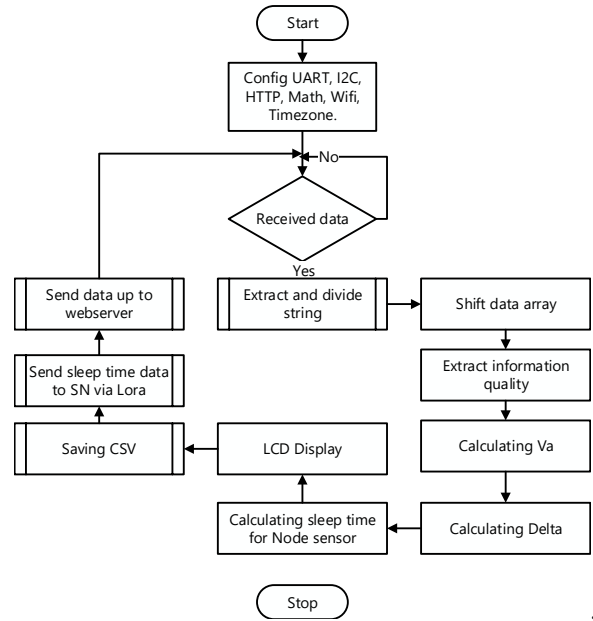 Start
Config UART, I2C,
HTTP, Math, Wifi,
Timezone.
No
Received data
Yes
Extract and divide
string
Shift data array
Extract information
quality
Calculating Va
Calculating Delta
Calculating sleep time
for Node sensor
LCD Display
Saving CSV
Send sleep time data
to SN via Lora
Send data up to
webserver
Stop